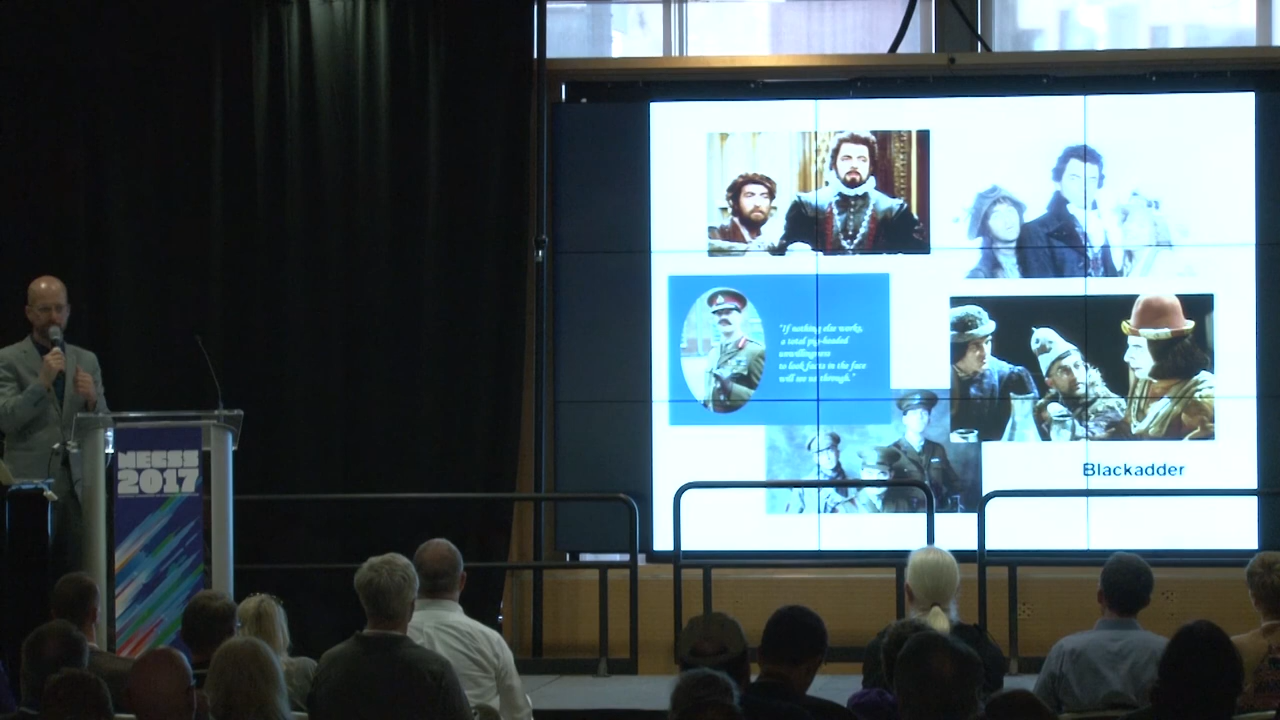 NECSS
2017
"If nothing else works,
a total pig-headed
unwillingness
to look facts in the face
will see us through."
Blackadder